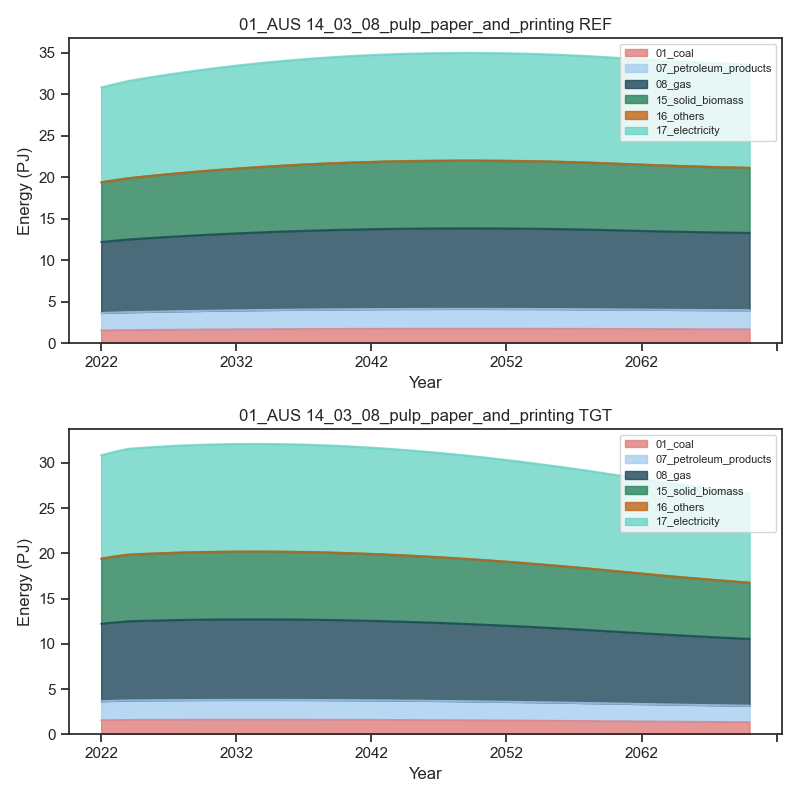 01_AUS 14_03_08_pulp_paper_and_printing REF
35
30
25
20
15
10
5
0
Energy (PJ)
01_coal
07_petroleum_products
08_gas
15_solid_biomass
16_others
17_electricity
2022 2032 2042 2052 2062
Year
01_AUS 14_03_08_pulp_paper_and_printing TGT
30
25
20
15
10
5
0
Energy (PJ)
01_coal
07_petroleum_products
08_gas
15_solid_biomass
16_others
17_electricity
2022 2032 2042 2052 2062
Year